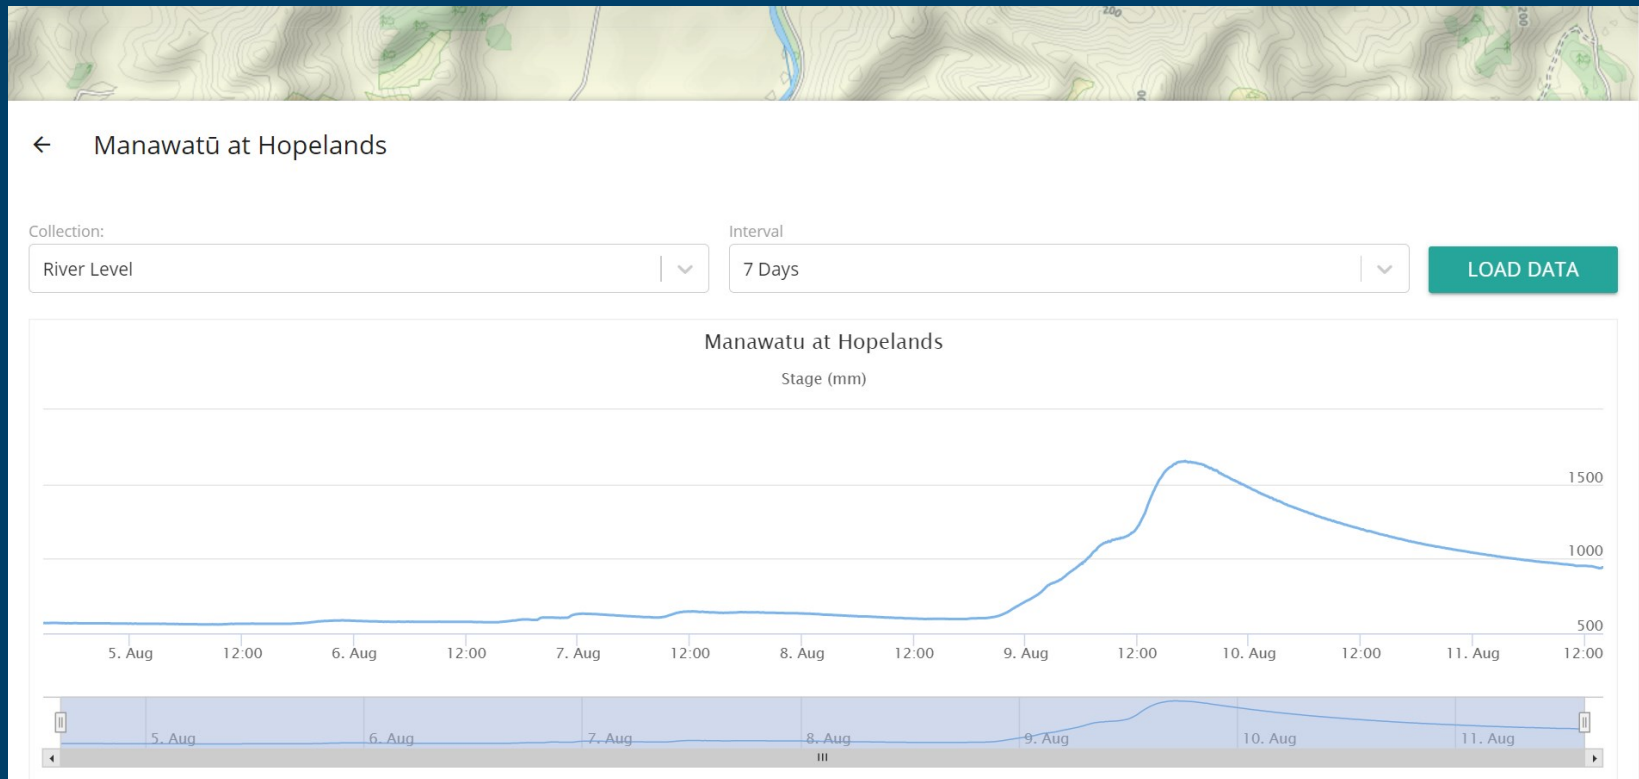 200
200
← Manawatū at Hopelands
Collection:
Interval
River Level
7 Days
LOAD DATA
Manawatu at Hopelands
Stage (mm)
1500
1000
500
5. Aug 12:00 6. Aug 12:00 7. Aug 12:00 8. Aug 12:00 9. Aug 12:00 10. Aug 12:00 11. Aug 12:00
5. Aug 6. Aug 7. Aug 8. Aug 9. Aug 10. Aug 11. Aug